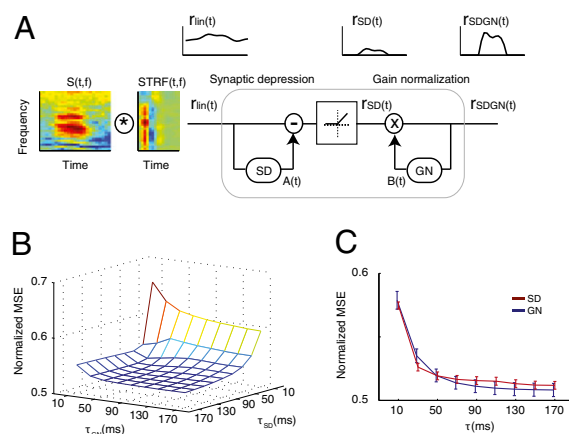 A
rlin(t)
rSD(t)
rSDGN(t)
S(t,f)
STRF(t,f)
Synaptic depression
Gain normalization
rlin(t)
rSD(t)
rSDGN(t)
Frequency
*
-
X
SD
A(t)
B(t)
GN
Time
Time
B
Normalized MSE
0.7
0.6
0.5
10 50 90 130 170
170 130 90 50 10
τGN(ms)
τSD(ms)
C
Normalized MSE
0.6
0.5
SD
GN
10 50 90 130 170
τ(ms)